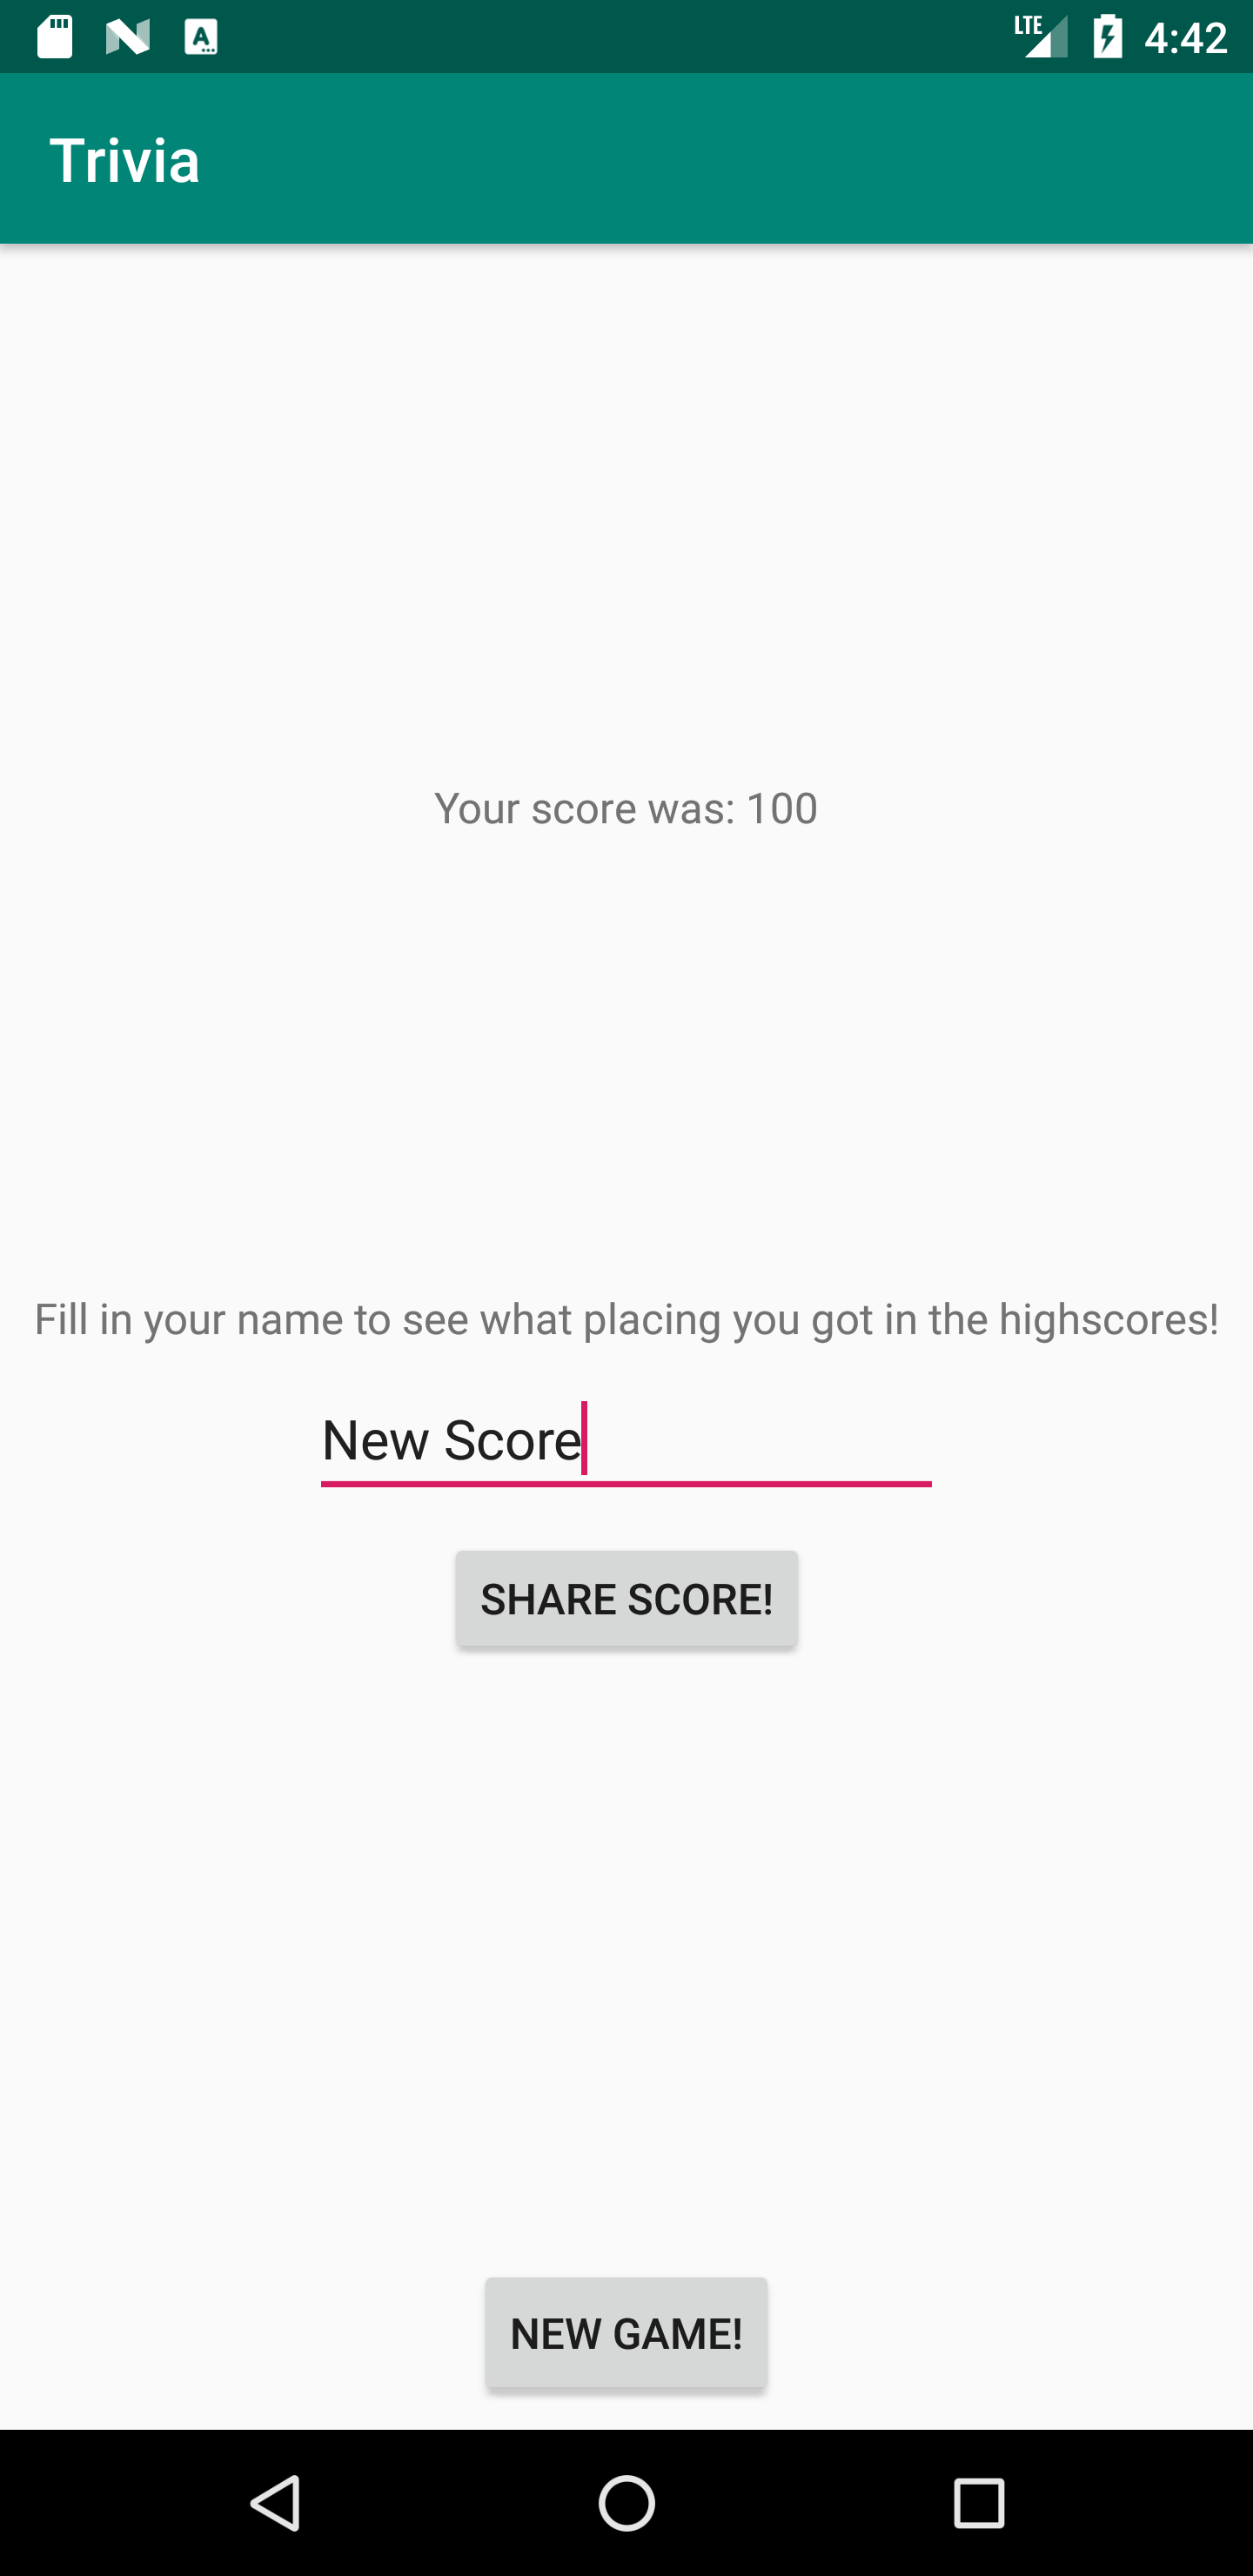 LTE 4:42
Trivia
Your score was: 100
Fill in your name to see what placing you got in the highscores!
New Score
SHARE SCORE!
NEW GAME!